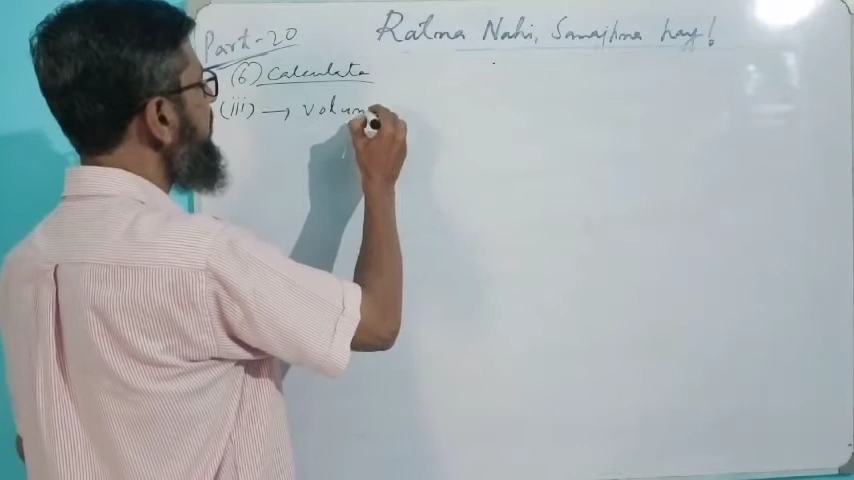 Part-20
Ratna Nahi, Samajhna hay!
(6) Calculate
(iii) → Volum